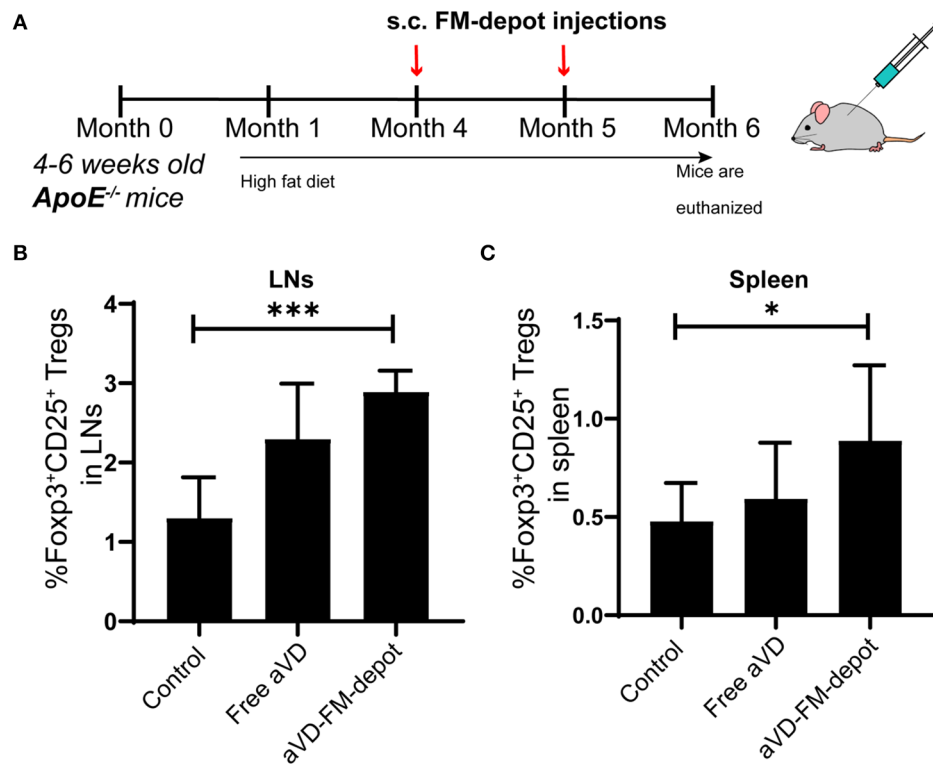 A
s.c. FM-depot injections
Month 0
Month 1
Month 4
Month 5
Month 6
4-6 weeks old
ApoE-/- mice
High fat diet
Mice are
euthanized
B
LNs
***
%Foxp3+CD25+ Tregs
in LNs
4
3
2
1
0
Control
Free aVD
aVD-FM-depot
C
Spleen
*
%Foxp3+CD25+ Tregs
in spleen
1.5
1.0
0.5
0.0
Control
Free aVD
aVD-FM-depot